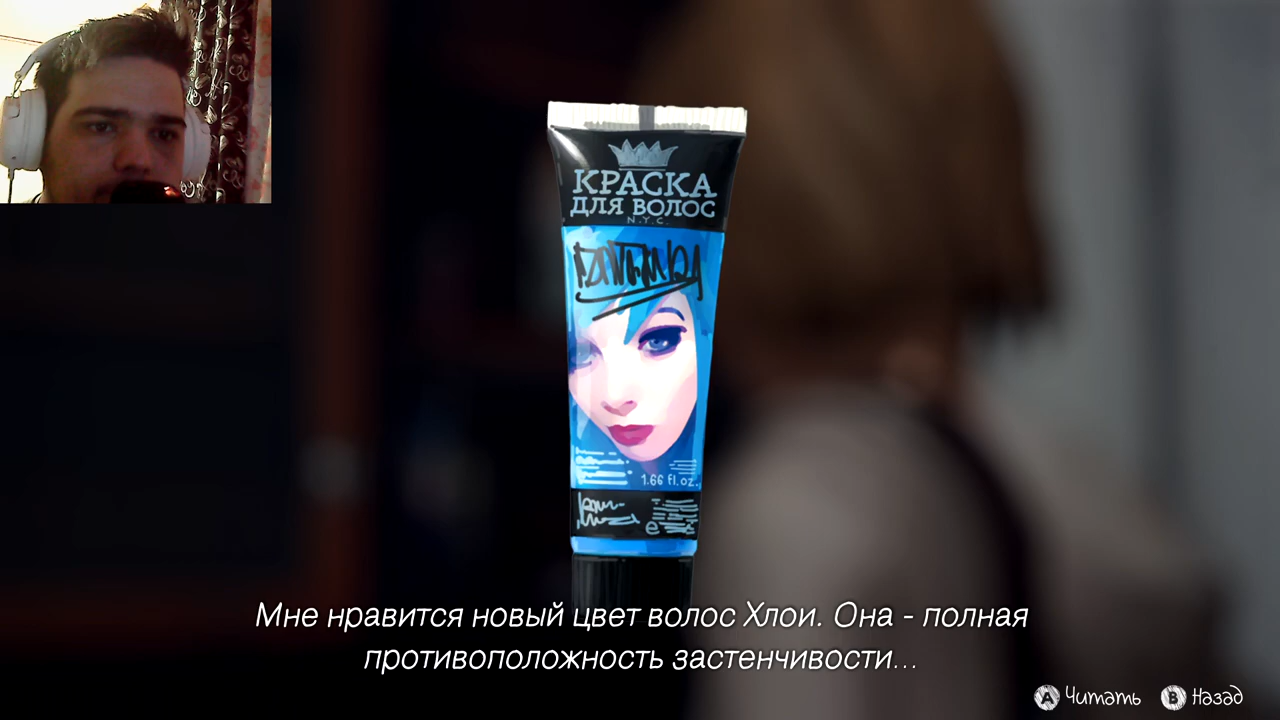 КРАСКА
ДЛЯ ВОЛОС
N.Y.C.
1.66 fl.oz.
Мне нравится новый цвет волос Хлои. Она - полная
противоположность застенчивости...
A Читать B Назад